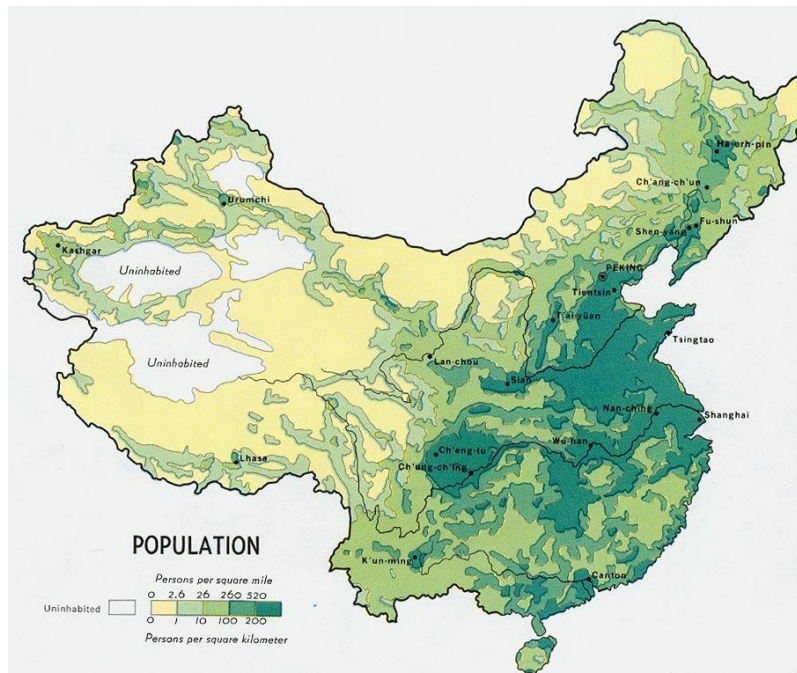 Ha-erh-pin
Ch'ang-ch'un
Urumchi
Fu-shun
Shen-yang
Kashgar
Uninhabited
PEKING
Tientsin
T'ai-yüan
Tsingtao
Uninhabited
Lan-chou
Sian
Nan-ching
Shanghai
Wu-han
Ch'eng-tu
Lhasa
Ch'ung-ch'ing
POPULATION
K'un-ming
Canton
Persons per square mile
0 2.6 26 260 520
Uninhabited
0 1 10 100 200
Persons per square kilometer